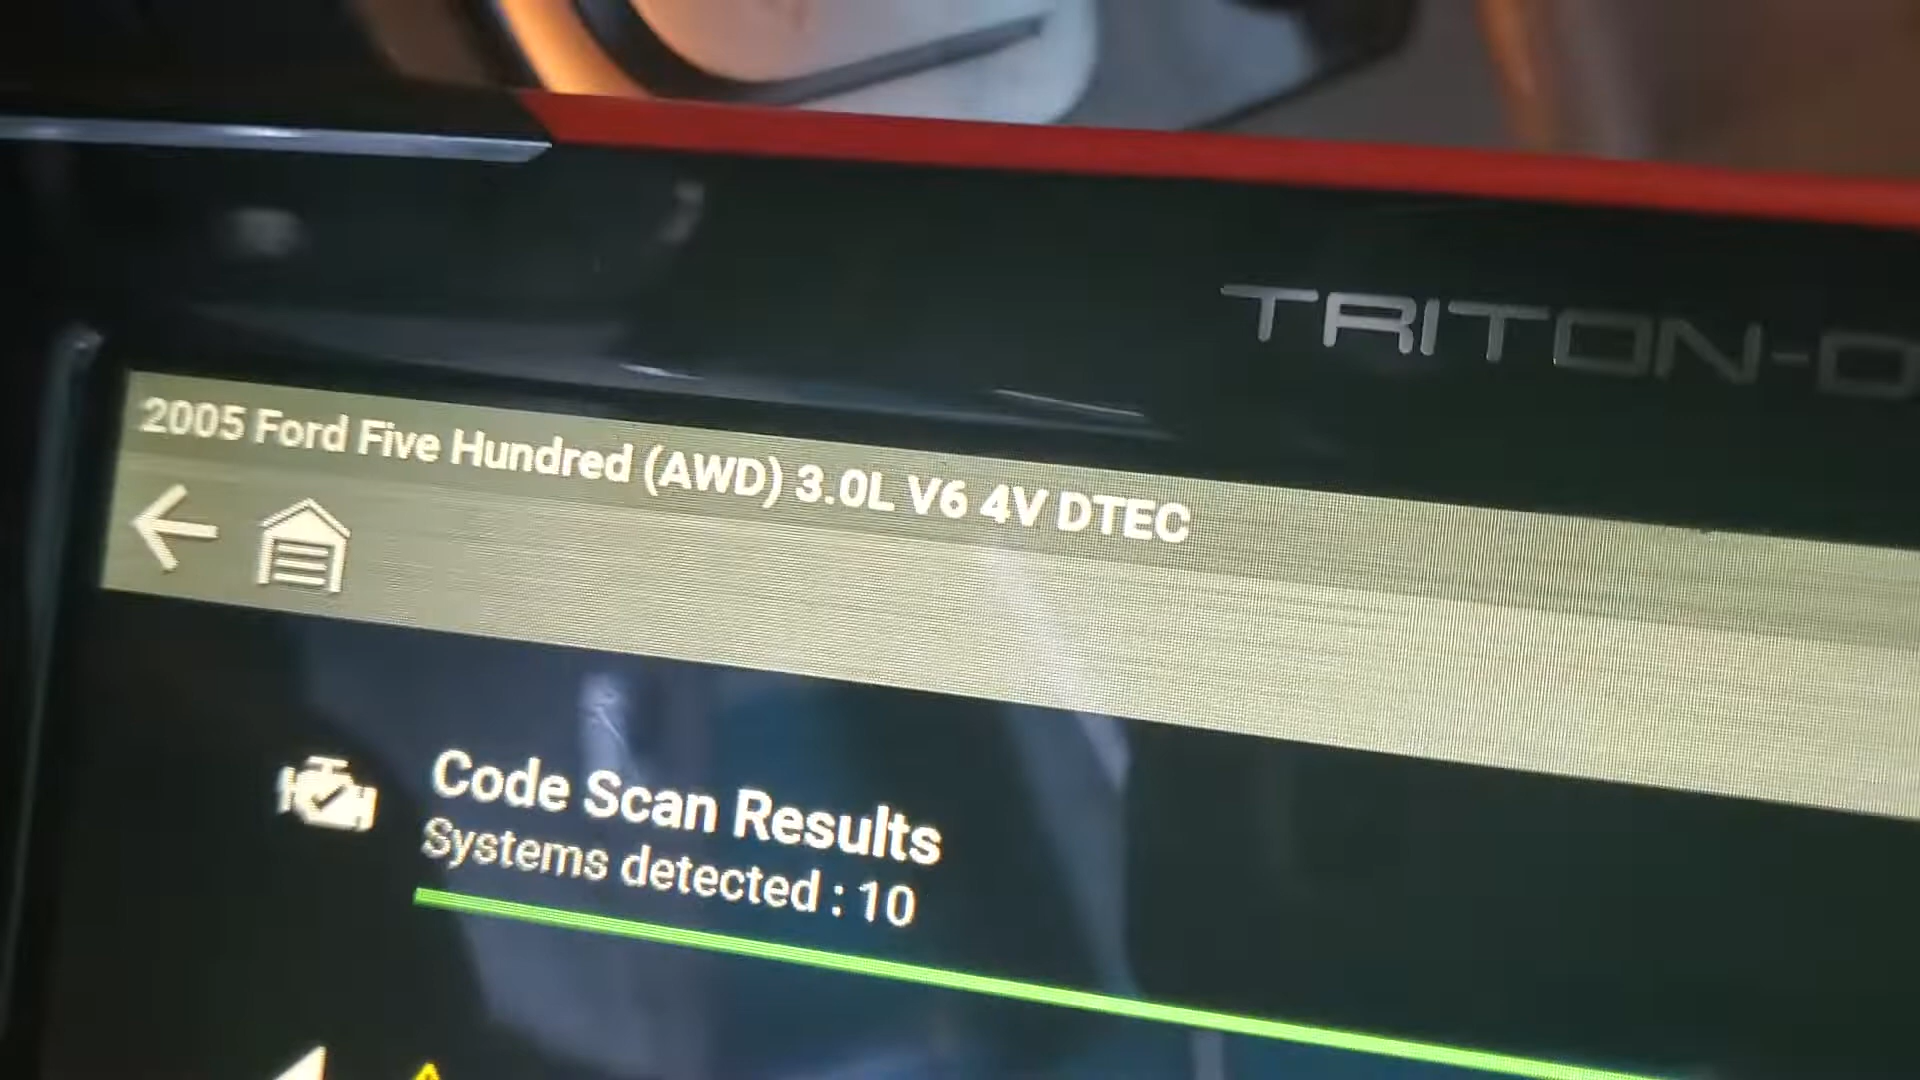 TRITON-D
2005 Ford Five Hundred (AWD) 3.0L V6 4V DTEC
Code Scan Results
Systems detected : 10